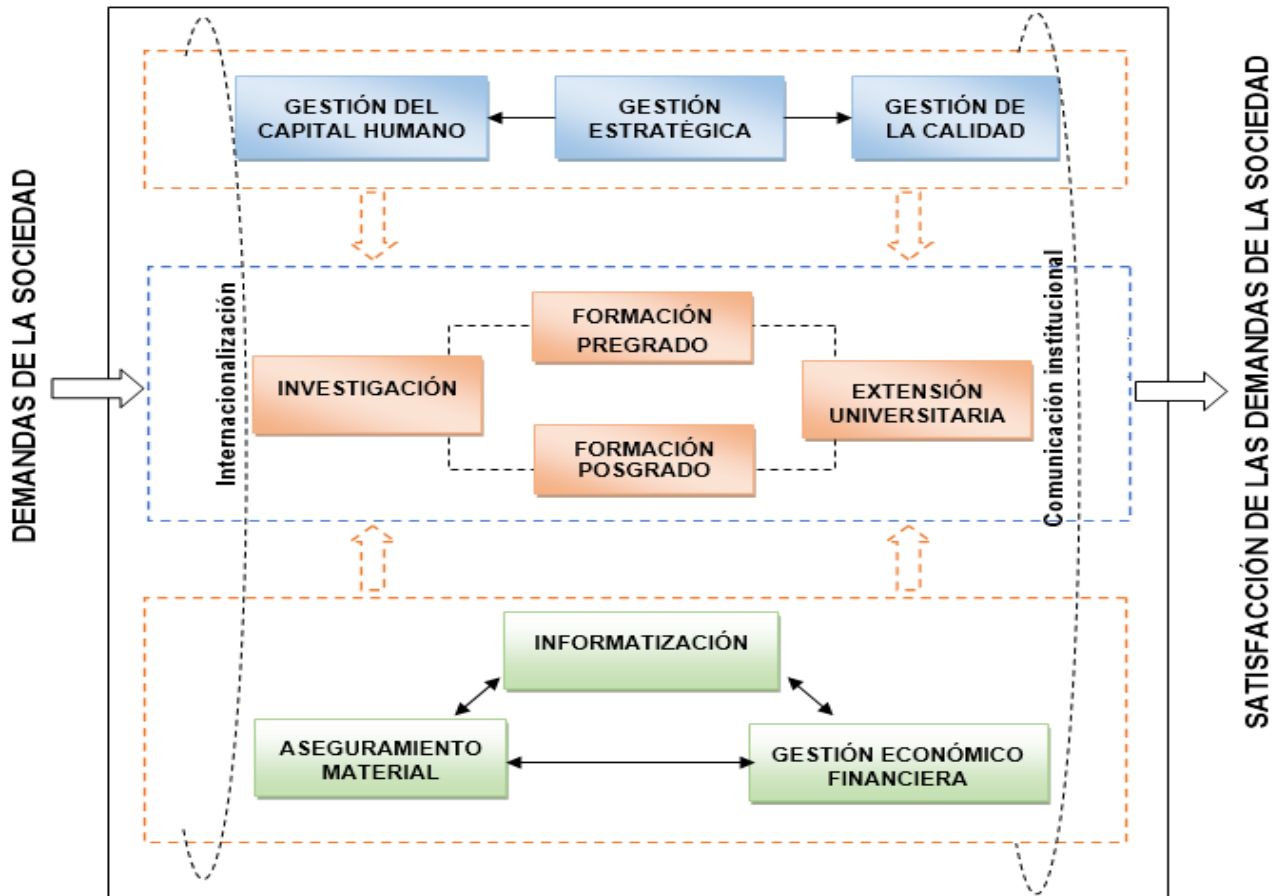 DEMANDAS DE LA SOCIEDAD
GESTIÓN DEL
CAPITAL HUMANO
GESTIÓN
ESTRATÉGICA
GESTIÓN DE
LA CALIDAD
Internacionalización
FORMACIÓN
PREGRADO
INVESTIGACIÓN
EXTENSIÓN
UNIVERSITARIA
FORMACIÓN
POSGRADO
Comunicación institucional
INFORMATIZACIÓN
ASEGURAMIENTO
MATERIAL
GESTIÓN ECONÓMICO
FINANCIERA
SATISFACCIÓN DE LAS DEMANDAS DE LA SOCIEDAD